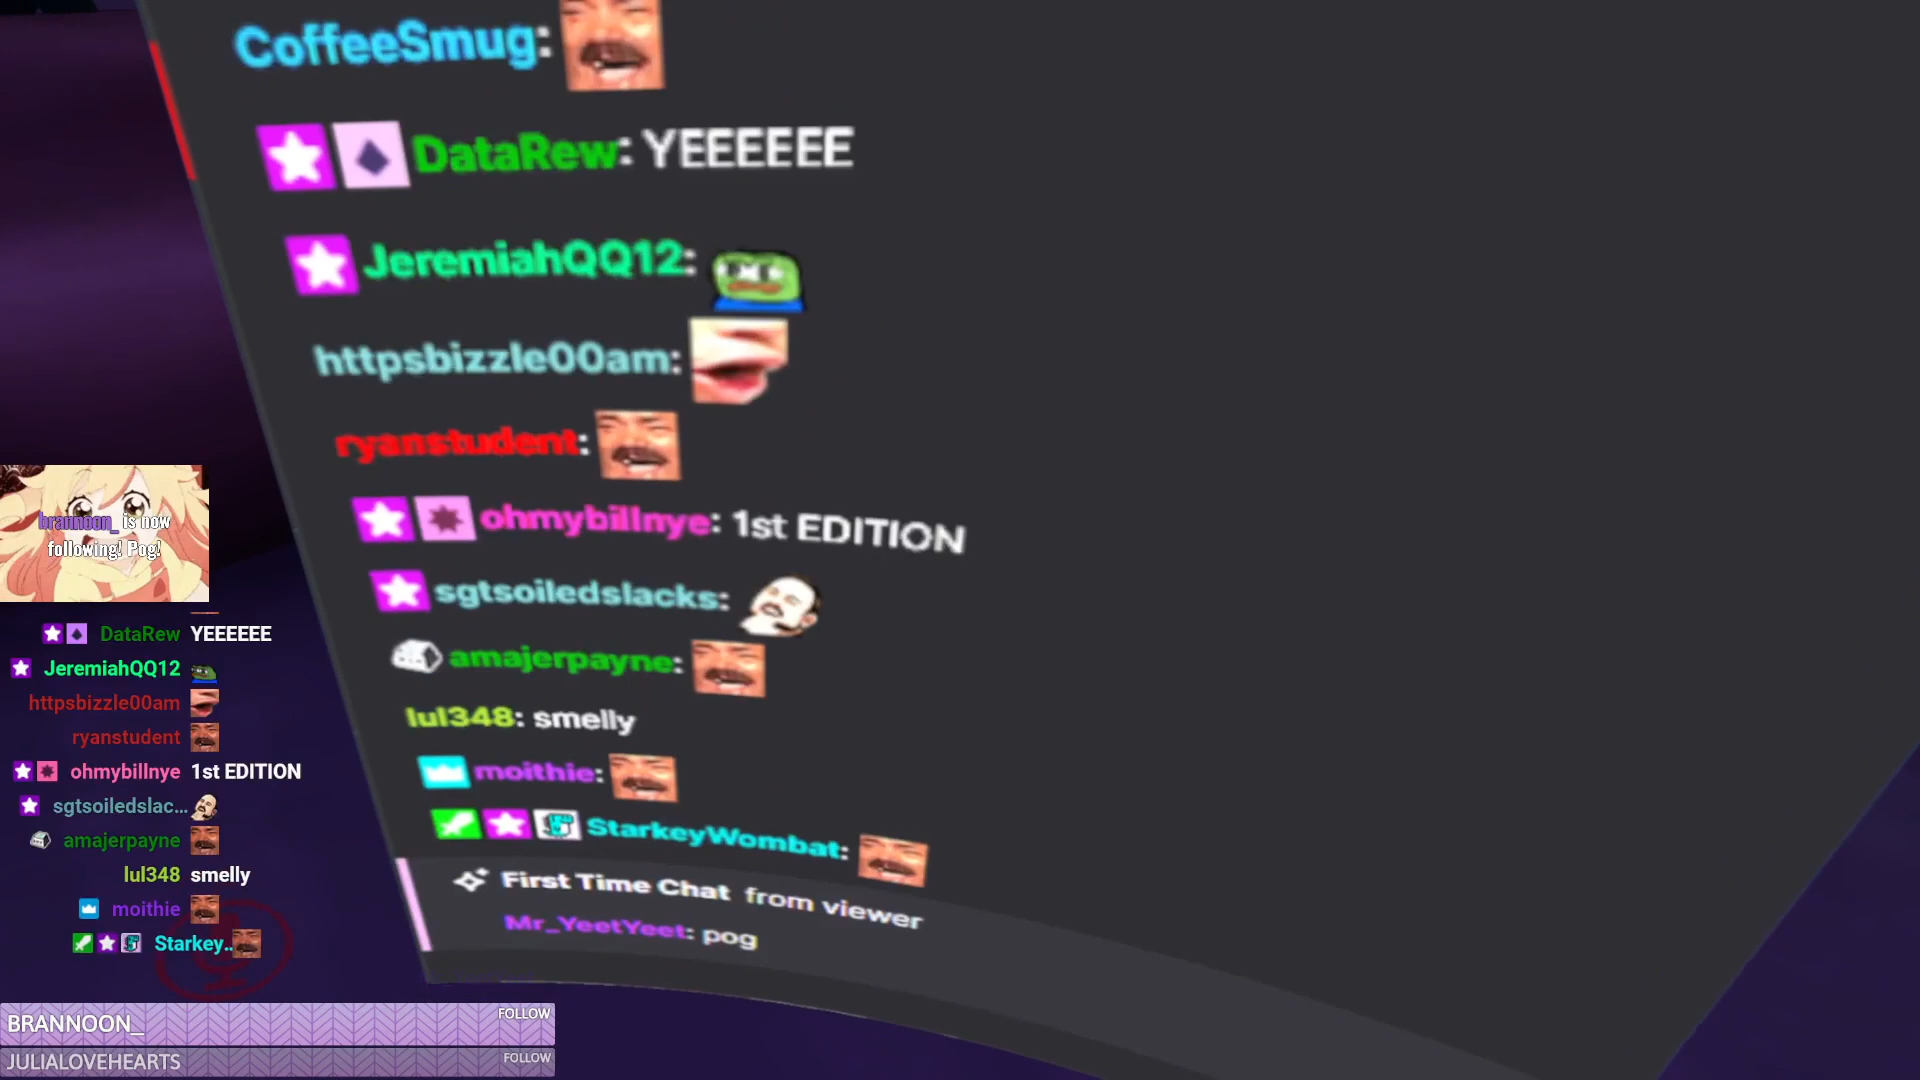 CoffeeSmug:
DataRew: YEEEEEE
JeremiahQQ12:
httpsbizzle00am:
ryanstudent:
ohmybillnye: 1st EDITION
sgtsoiledslacks:
amajerpayne:
lul348: smelly
moithie:
StarkeyWombat:
First Time Chat from viewer
Mr_YeetYeet: pog
brannoon_ is now
following! Pog!
DataRew YEEEEEE
JeremiahQQ12
httpsbizzle00am
ryanstudent
ohmybillnye 1st EDITION
sgtsoiledslac...
amajerpayne
lul348 smelly
moithie
Starkey..
BRANNOON_ FOLLOW
JULIALOVEHEARTS FOLLOW